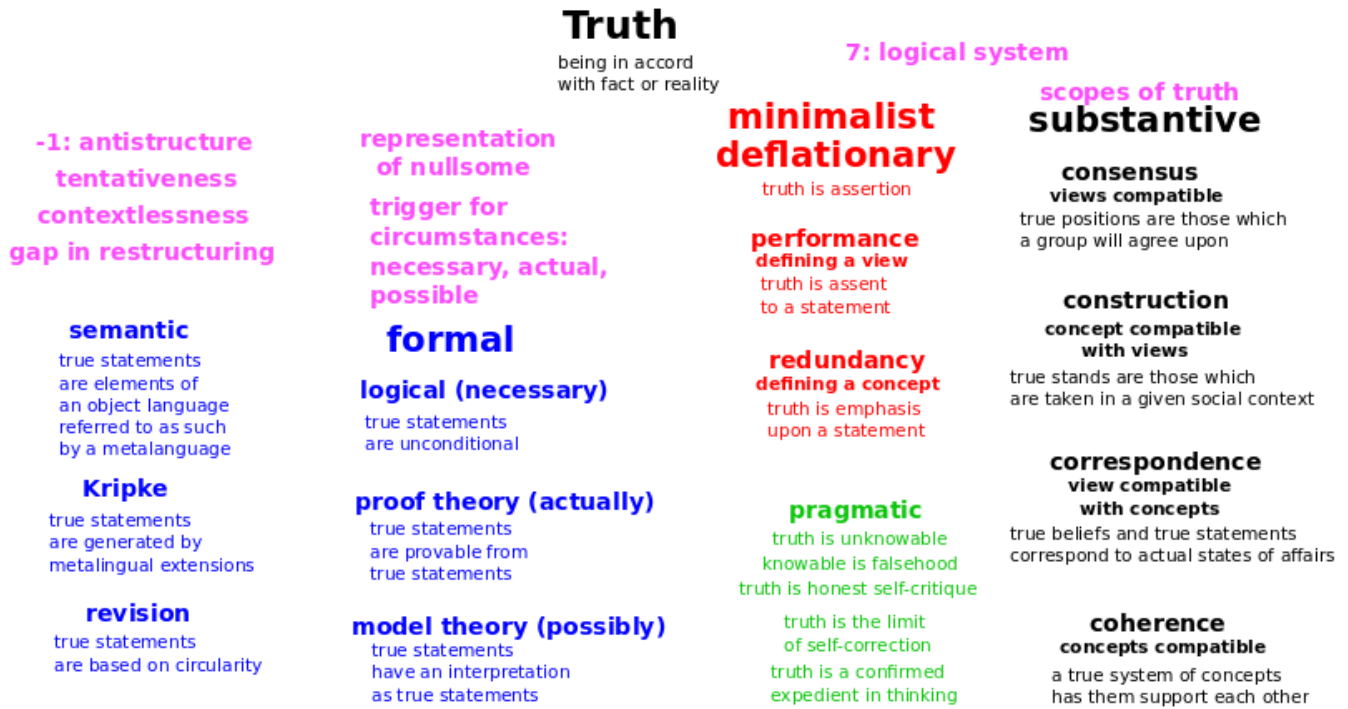 Truth
being in accord
with fact or reality
7: logical system
scopes of truth
-1: antistructure
tentativeness
contextlessness
gap in restructuring
semantic
true statements
are elements of
an object language
referred to as such
by a metalanguage
Kripke
true statements
are generated by
metalingual extensions
revision
true statements
are based on circularity
representation
of nullsome
trigger for
circumstances:
necessary, actual,
possible
formal
logical (necessary)
true statements
are unconditional
proof theory (actually)
true statements
are provable from
true statements
model theory (possibly)
true statements
have an interpretation
as true statements
minimalist
deflationary
truth is assertion
performance
defining a view
truth is assent
to a statement
redundancy
defining a concept
truth is emphasis
upon a statement
pragmatic
truth is unknowable
knowable is falsehood
truth is honest self-critique
truth is the limit
of self-correction
truth is a confirmed
expedient in thinking
substantive
consensus
views compatible
true positions are those which
a group will agree upon
construction
concept compatible
with views
true stands are those which
are taken in a given social context
correspondence
view compatible
with concepts
true beliefs and true statements
correspond to actual states of affairs
coherence
concepts compatible
a true system of concepts
has them support each other